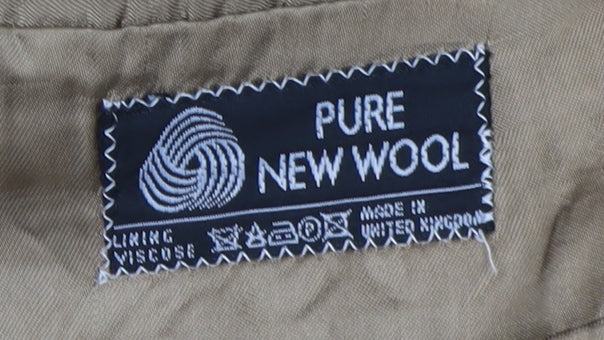 PURE
NEW WOOL
LINING
VISCOSE
MADE IN
UNITED KINGDOM